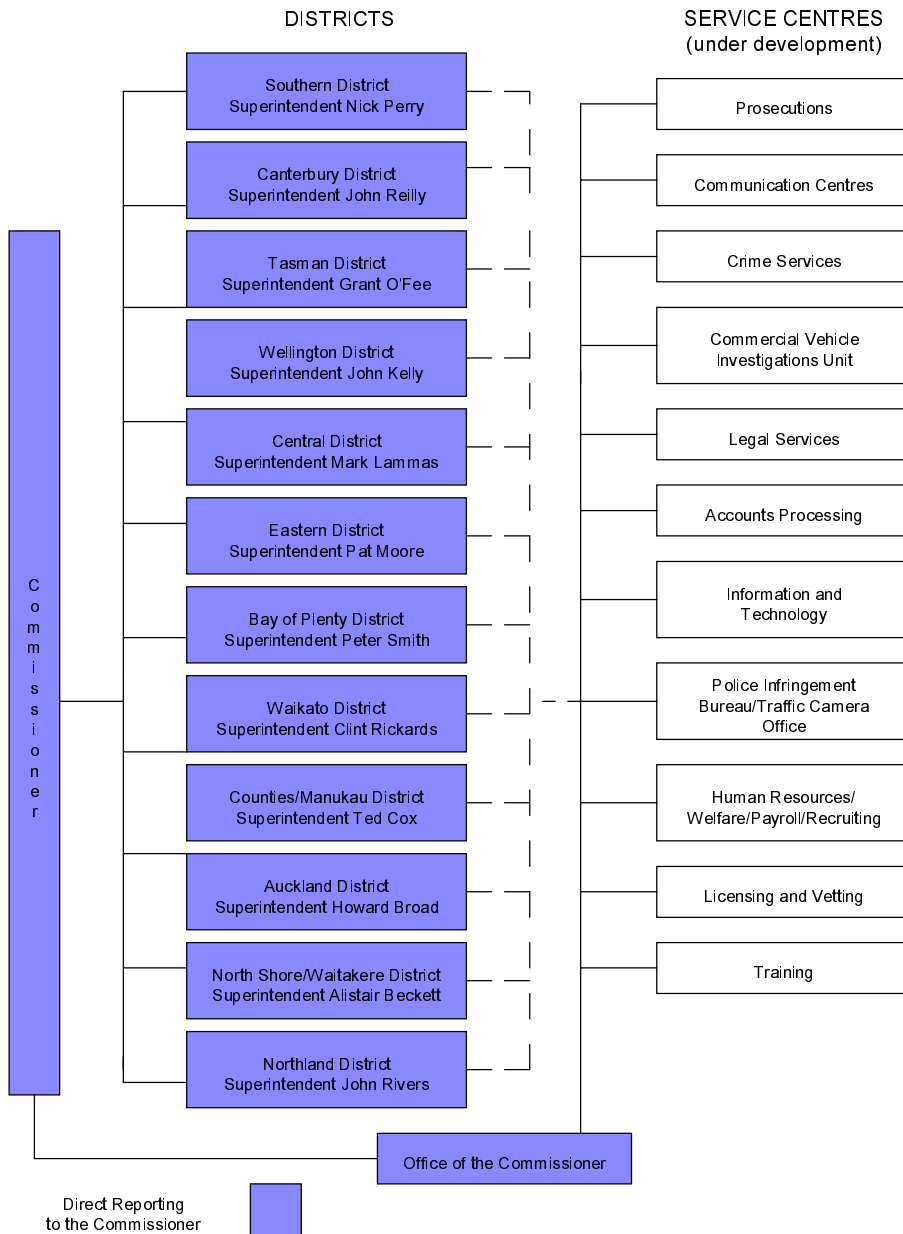 DISTRICTS
Southern District
Superintendent Nick Perry
Canterbury District
Superintendent John Reilly
Tasman District
Superintendent Grant O'Fee
Wellington District
Superintendent John Kelly
Central District
Superintendent Mark Lammas
Eastern District
Superintendent Pat Moore
Bay of Plenty District
Superintendent Peter Smith
Waikato District
Superintendent Clint Rickards
Counties/Manukau District
Superintendent Ted Cox
Auckland District
Superintendent Howard Broad
North Shore/Waitakere District
Superintendent Alistair Beckett
Northland District
Superintendent John Rivers
SERVICE CENTRES
(under development)
Prosecutions
Communication Centres
Crime Services
Commercial Vehicle
Investigations Unit
Legal Services
Accounts Processing
Information and
Technology
Police Infringement
Bureau/Traffic Camera
Office
Human Resources/
Welfare/Payroll/Recruiting
Licensing and Vetting
Training
Commissioner
Office of the Commissioner
Direct Reporting
to the Commissioner